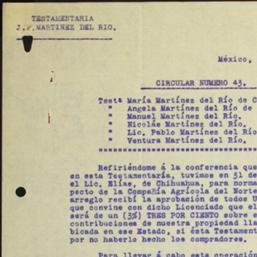 TESTAMENTARIA
J.P. MARTINEZ DEL RIO.
México,
CIRCULAR NUMERO 43.
Testa María Martínez del Río de C
" Angela Martínez del Río de
" Manuel Martínez del Río.
" Nicolás Martínez del Río.
" Lic. Pablo Martínez del Río
" Ventura Martínez del Río.
Refiriéndome á la conferencia que
en esta Testamentaría, tuvimos en 31 de
el Lic. Elías, de Chihuahua, para norma
pecto de la Compañía Agrícola del Norte
arreglo recibí la aprobación de todos U
que convine con dicho Licenciado que el
será de un (3%) TRES POR CIENTO sobre e
contribuciones de nuestra propiedad lla
bicada en ese Estado, si ésta Testament
por no haberlo hecho los compradores.
Para llevar á cabo esta operación